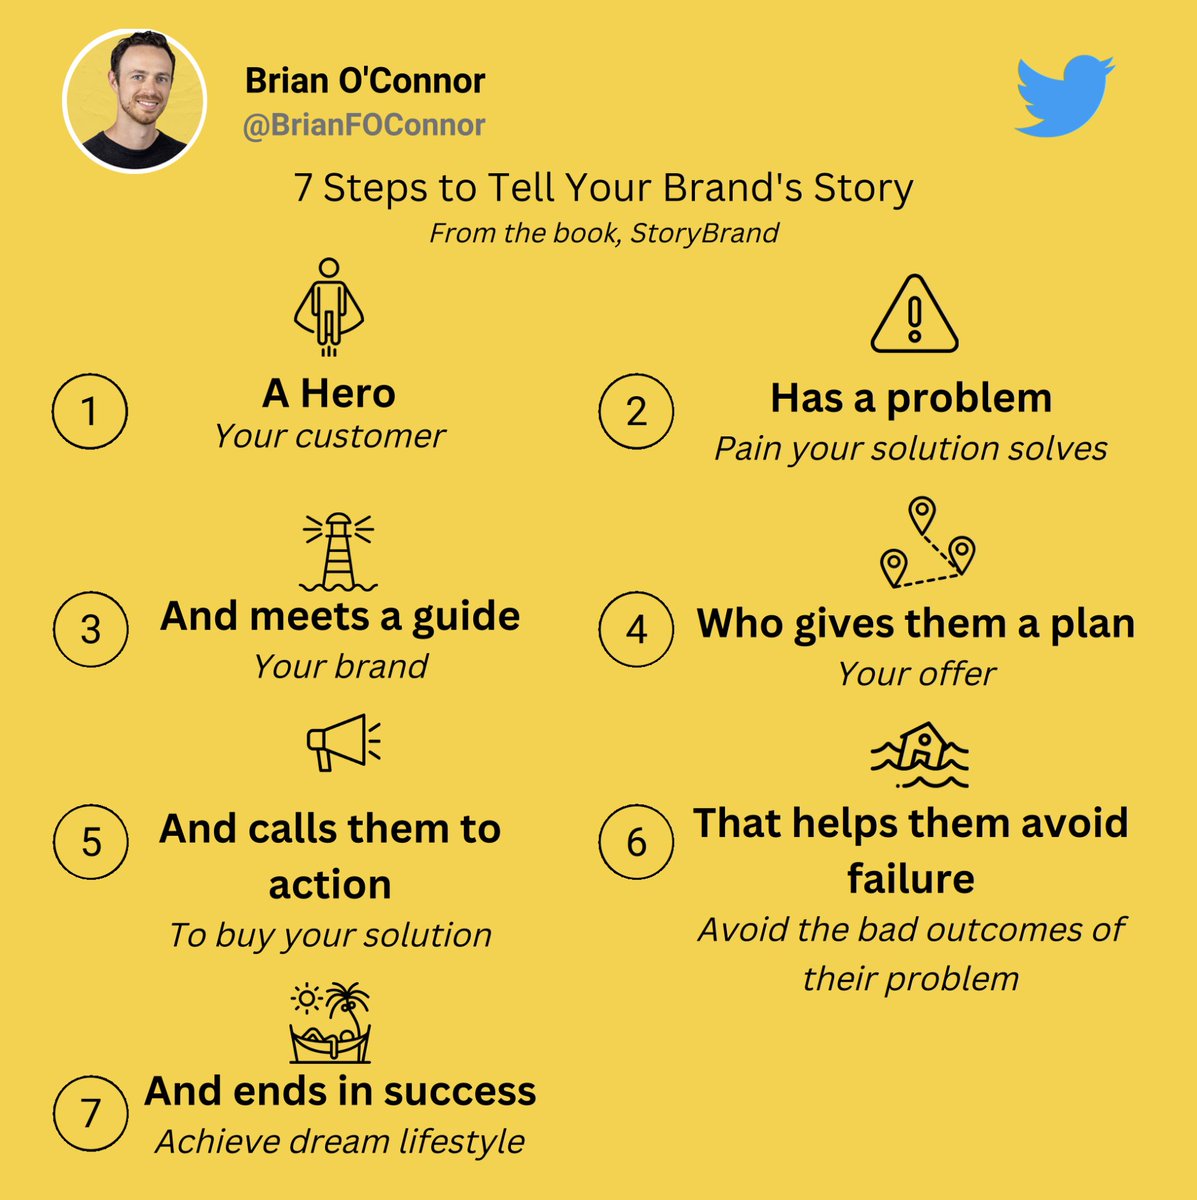 Brian O'Connor
@BrianFOConnor
7 Steps to Tell Your Brand's Story
From the book, StoryBrand
1
A Hero
Your customer
2
Has a problem
Pain your solution solves
3
And meets a guide
Your brand
4
Who gives them a plan
Your offer
5
And calls them to
action
To buy your solution
6
That helps them avoid
failure
Avoid the bad outcomes of
their problem
7
And ends in success
Achieve dream lifestyle